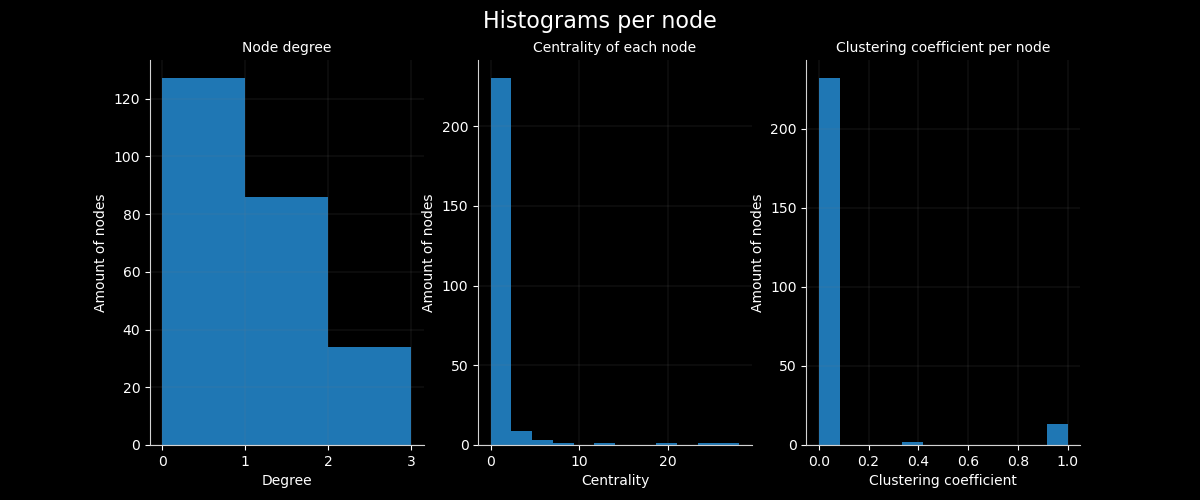 Histograms per node
Node degree
Amount of nodes
120
100
80
60
40
20
0
0 1 2 3
Degree
Centrality of each node
Amount of nodes
200
150
100
50
0
0 10 20
Centrality
Clustering coefficient per node
Amount of nodes
200
150
100
50
0
0.0 0.2 0.4 0.6 0.8 1.0
Clustering coefficient